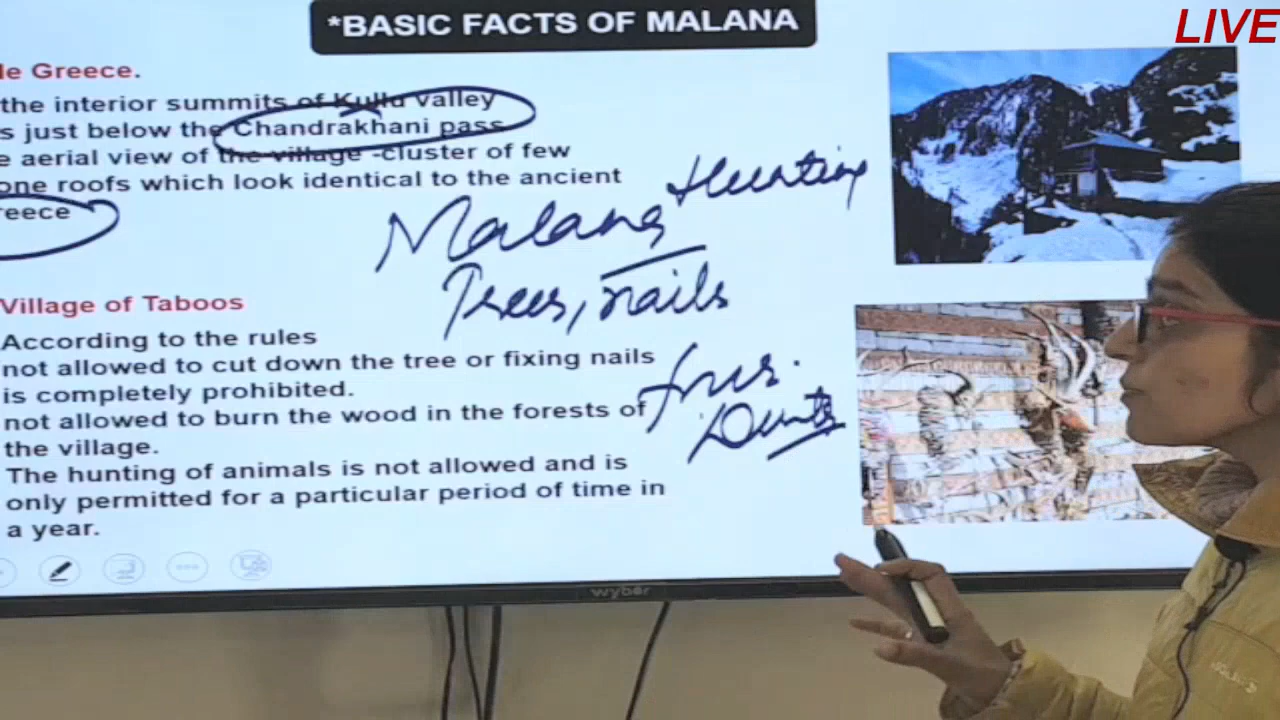 LIVE
*BASIC FACTS OF MALANA
le Greece.
the interior summits of Kullu valley
s just below the Chandrakhani pass
e aerial view of the village -cluster of few
one roofs which look identical to the ancient
reece
Malana
Hunting
Trees, nails
Village of Taboos
According to the rules
not allowed to cut down the tree or fixing nails
is completely prohibited.
not allowed to burn the wood in the forests of
the village.
The hunting of animals is not allowed and is
only permitted for a particular period of time in
a year.
wyber